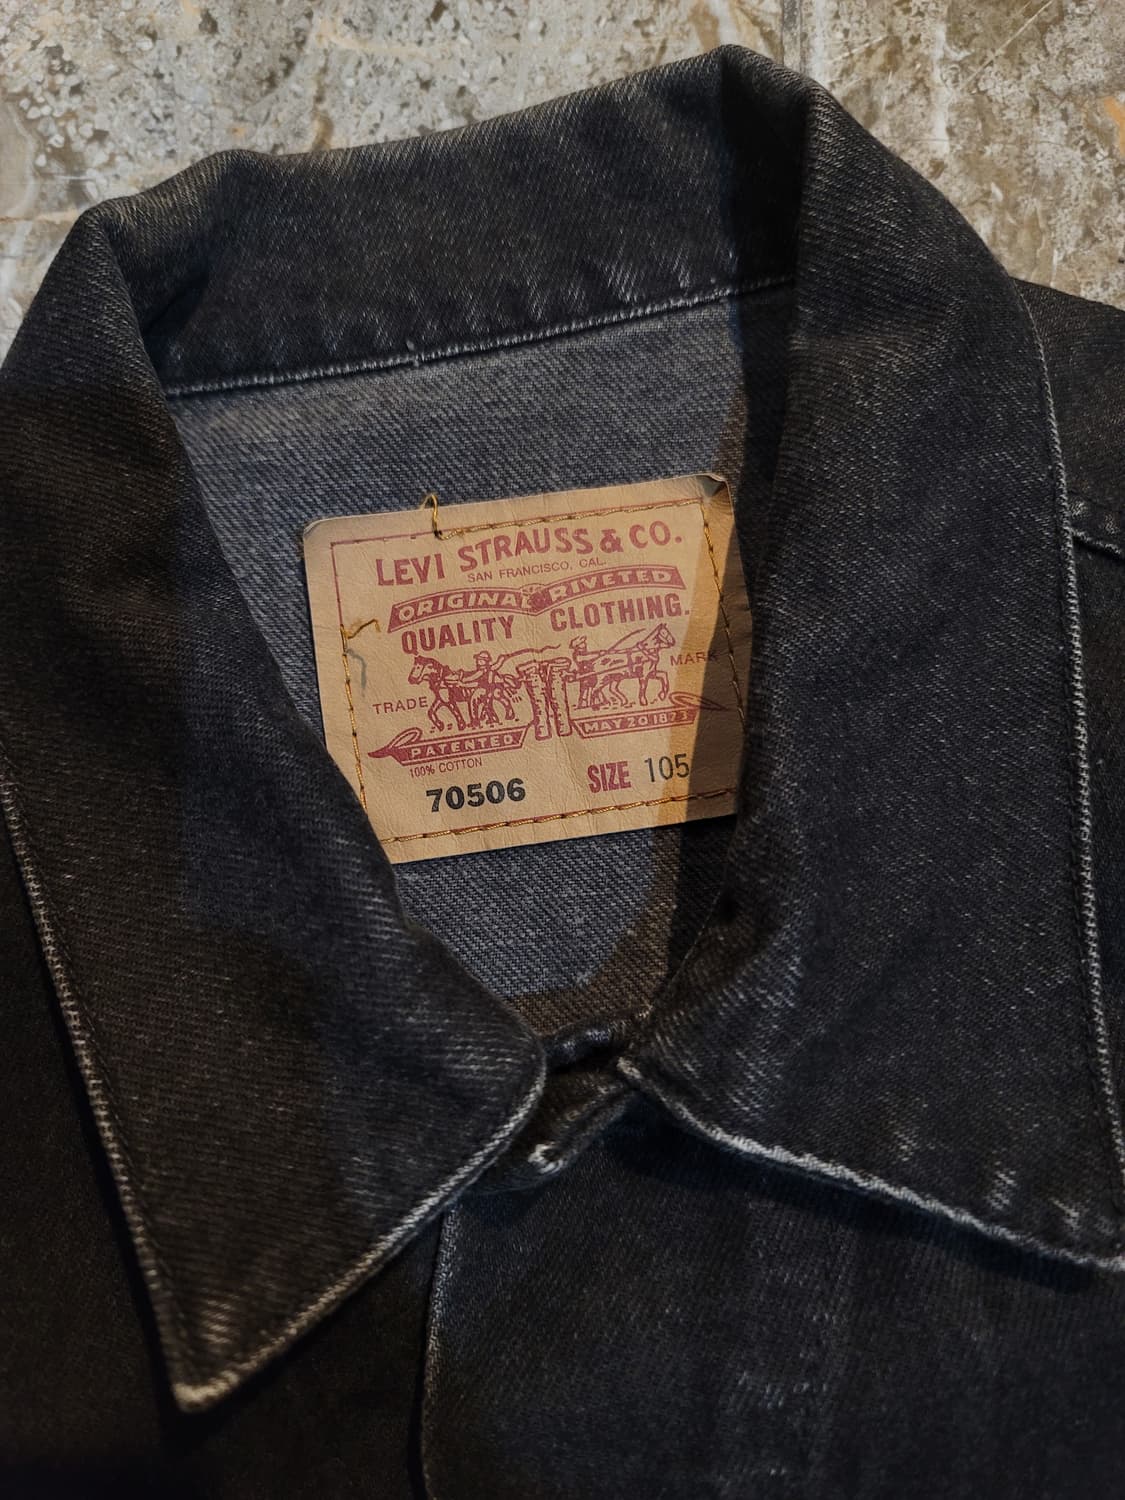 LEVI STRAUSS & CO.
SAN FRANCISCO, CAL.
ORIGINAL RIVETED
QUALITY CLOTHING.
TRADE MARK
PATENTED MAY 20 1873
100% COTTON
70506 SIZE 105